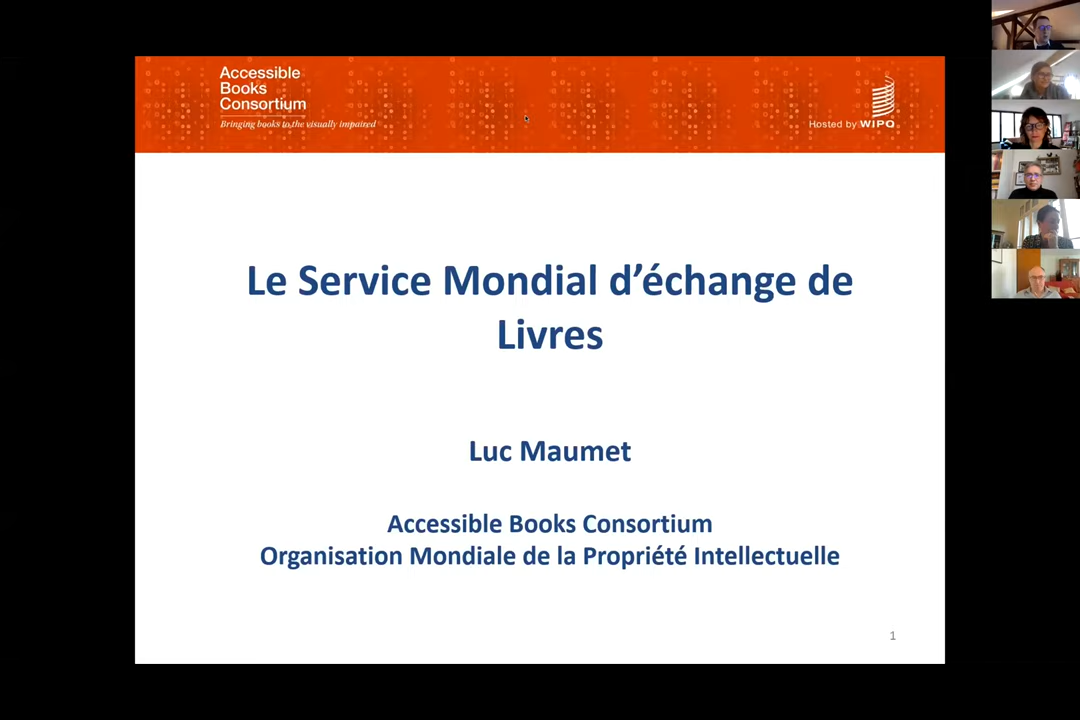 Accessible
Books
Consortium
Bringing books to the visually impaired
Hosted by WIPO
Le Service Mondial d’échange de
Livres
Luc Maumet
Accessible Books Consortium
Organisation Mondiale de la Propriété Intellectuelle
1